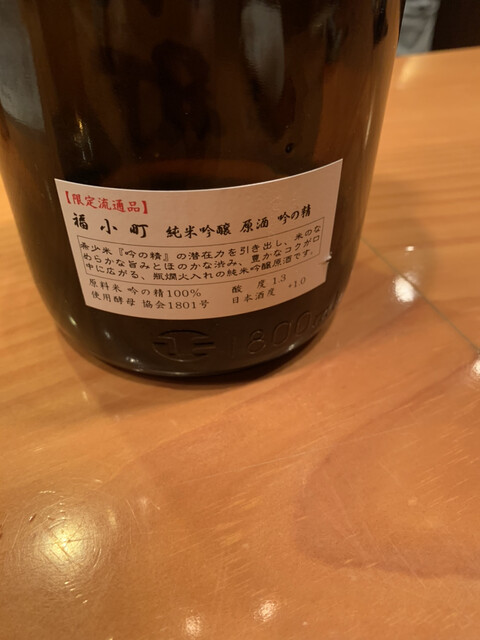 【限定流通品】
福小町 純米吟醸 原酒 吟の精
希少米『吟の精』の潜在力を引き出し、米のな
めらかな旨みとほのかな渋み、豊かなコクが口
中に広がる、瓶燗火入れの純米吟醸原酒です。
原料米 吟の精100% 酸度 1.3
使用酵母 協会1801号 日本酒度 +1.0
1800